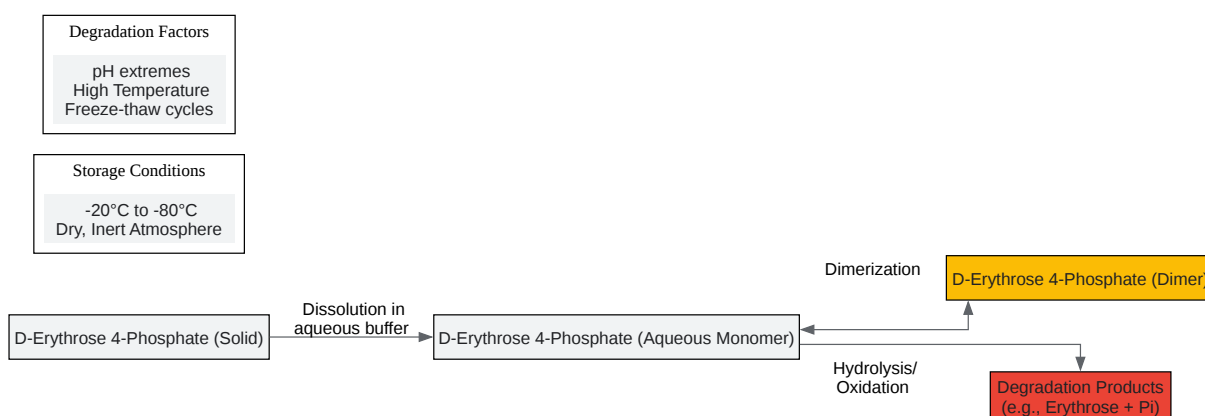 Degradation Factors
pH extremes
High Temperature
Freeze-thaw cycles
Storage Conditions
-20°C to -80°C
Dry, Inert Atmosphere
D-Erythrose 4-Phosphate (Solid)
Dissolution in
aqueous buffer
D-Erythrose 4-Phosphate (Aqueous Monomer)
Dimerization
D-Erythrose 4-Phosphate (Dimer)
Hydrolysis/
Oxidation
Degradation Products
(e.g., Erythrose + Pi)